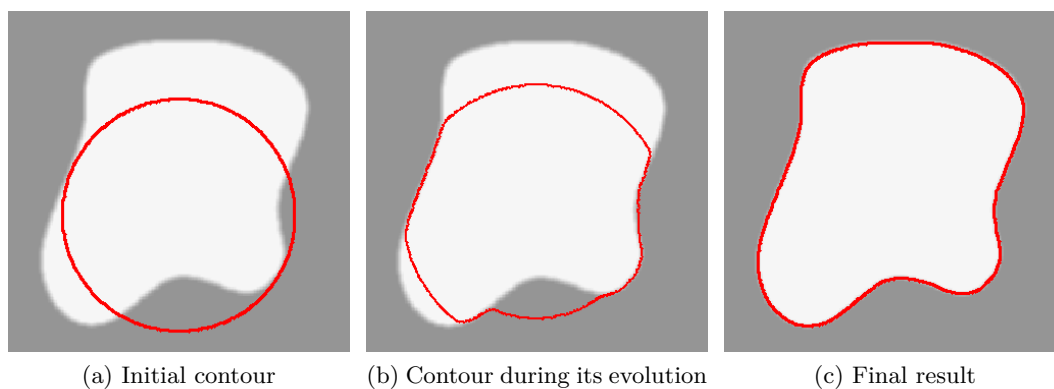 (a) Initial contour
(b) Contour during its evolution
(c) Final result